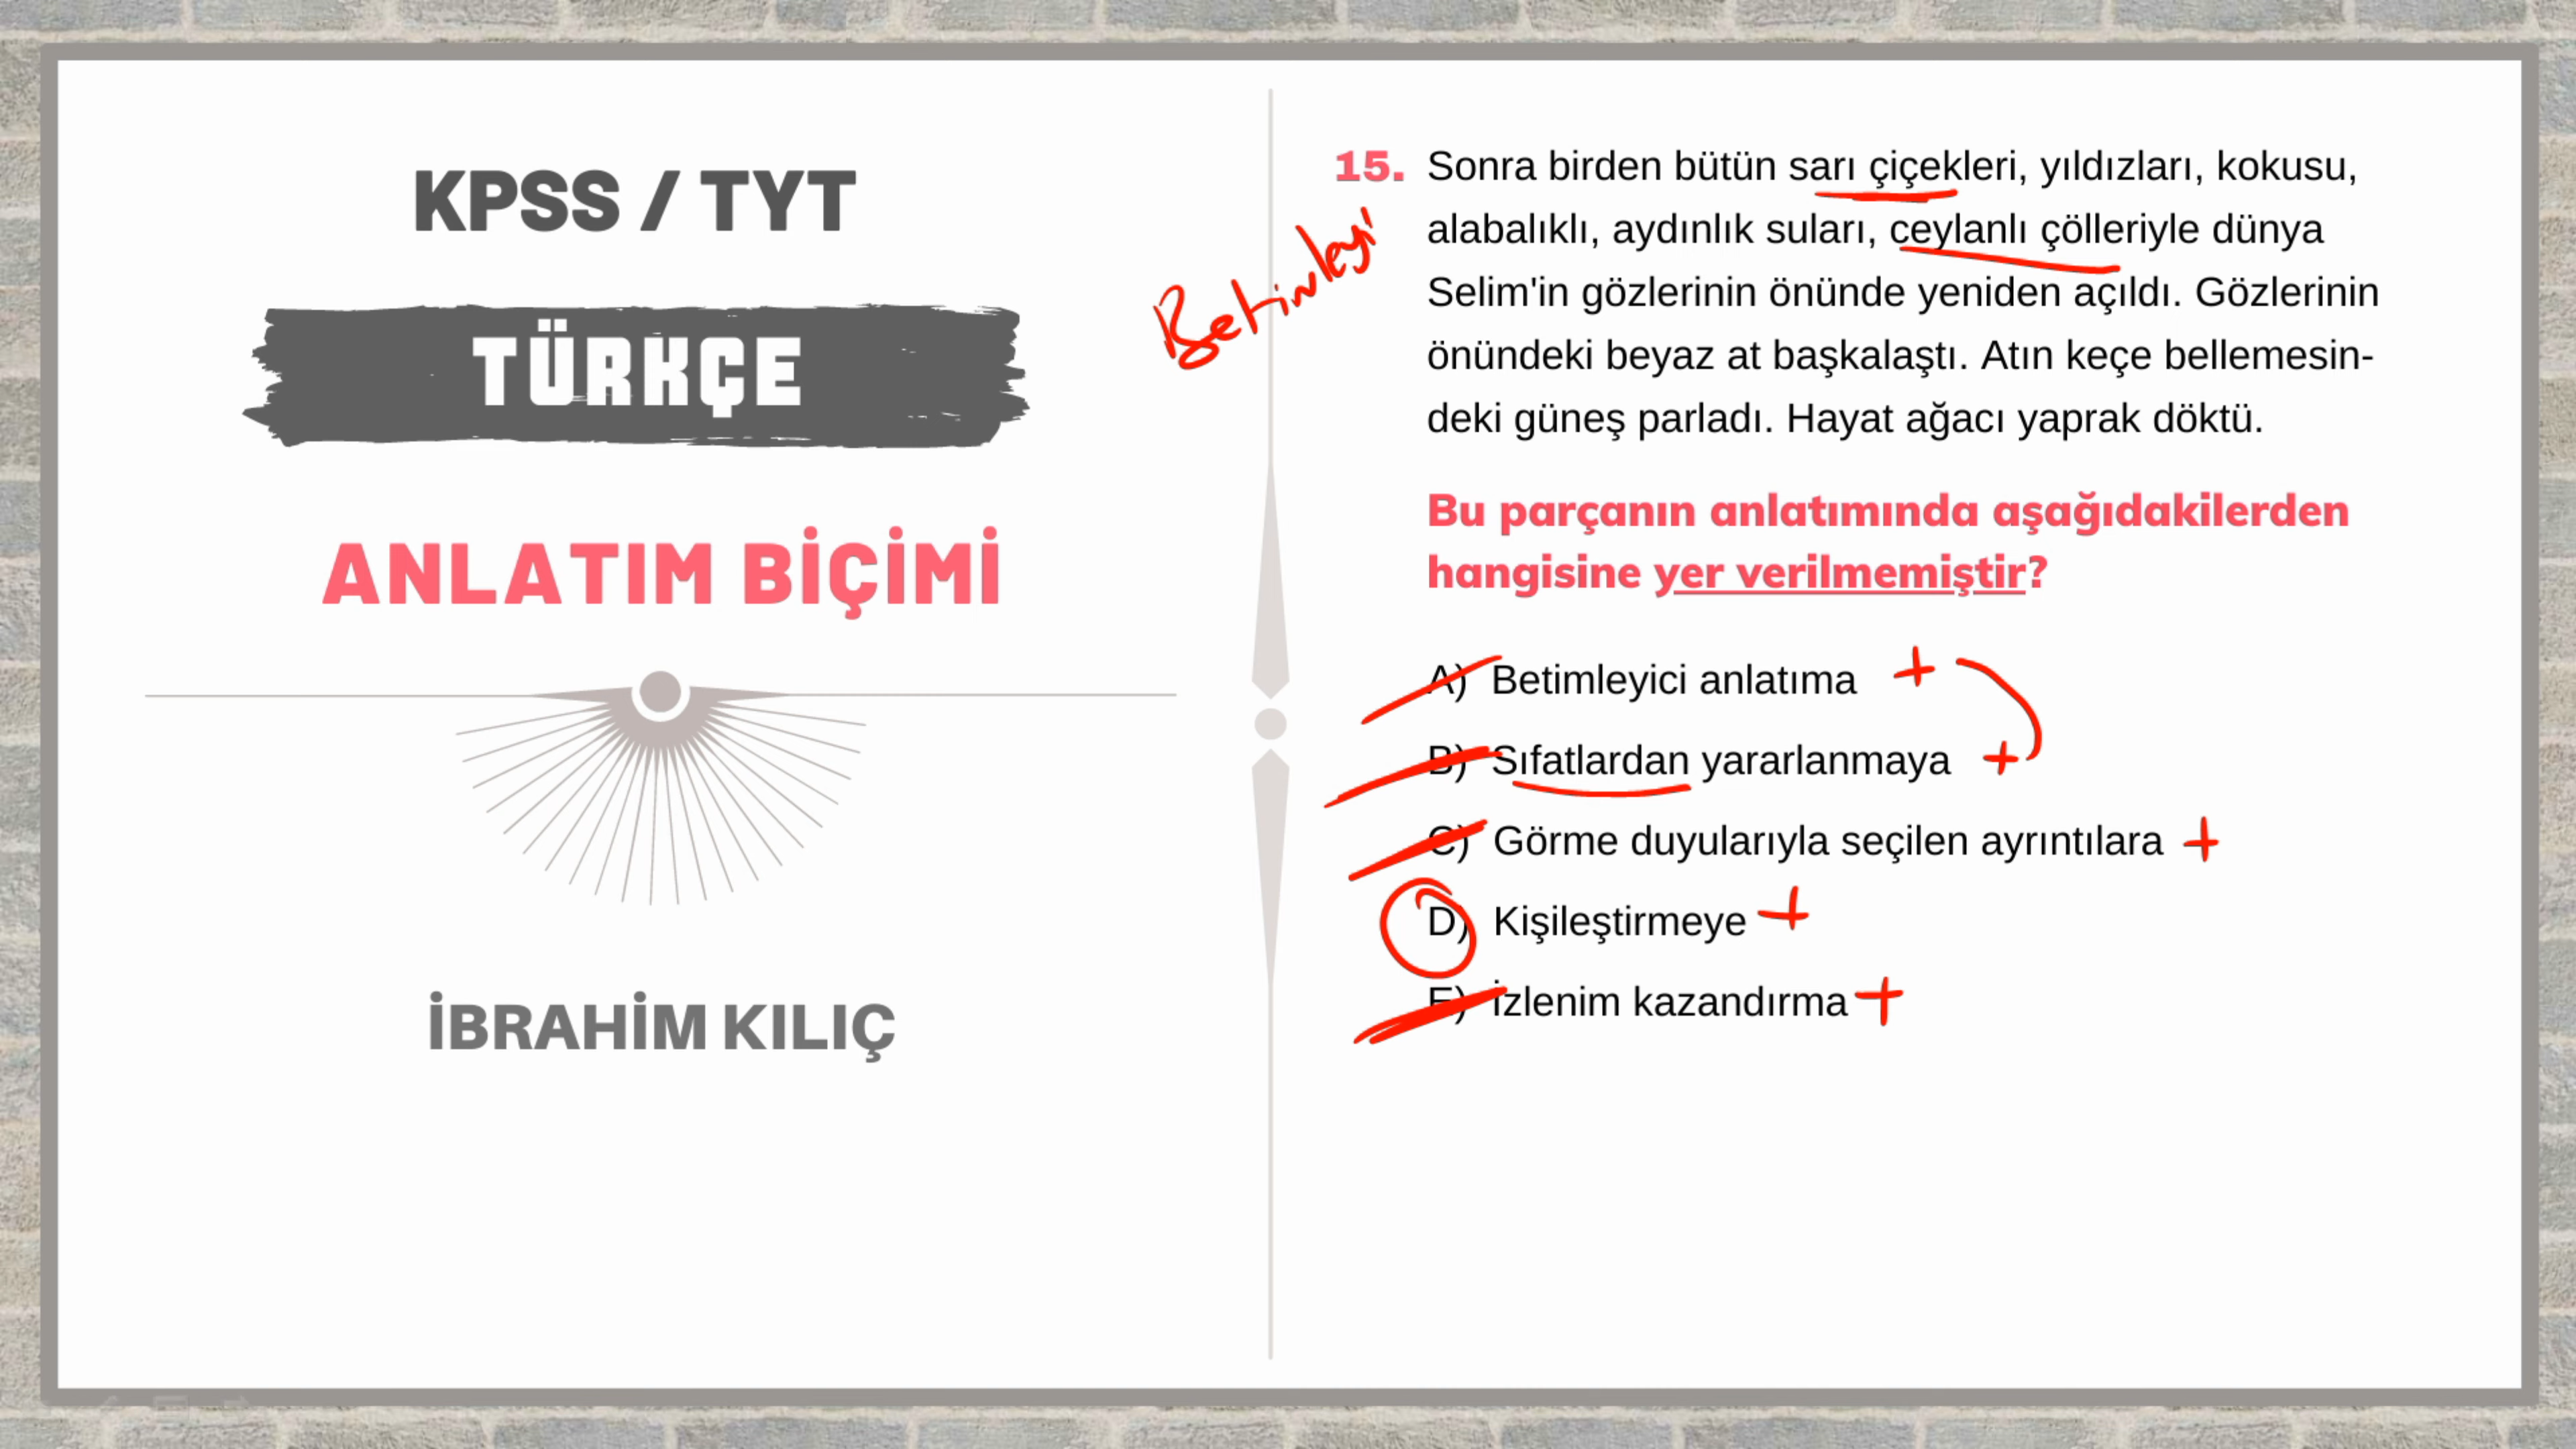 KPSS / TYT
TÜRKÇE
ANLATIM BİÇİMİ
İBRAHİM KILIÇ
Betimleyi
15. Sonra birden bütün sarı çiçekleri, yıldızları, kokusu,
alabalıklı, aydınlık suları, ceylanlı çölleriyle dünya
Selim'in gözlerinin önünde yeniden açıldı. Gözlerinin
önündeki beyaz at başkalaştı. Atın keçe bellemesin-
deki güneş parladı. Hayat ağacı yaprak döktü.
Bu parçanın anlatımında aşağıdakilerden
hangisine yer verilmemiştir?
A) Betimleyici anlatıma +
B) Sıfatlardan yararlanmaya +
C) Görme duyularıyla seçilen ayrıntılara +
D) Kişileştirmeye +
E) İzlenim kazandırma +